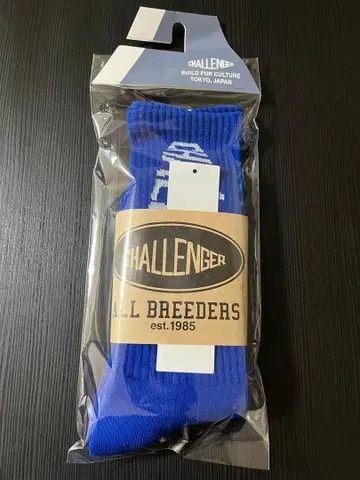 CHALLENGER
BUILD FOR CULTURE
TOKYO, JAPAN
CHALLENGER
ALL BREEDERS
est.1985